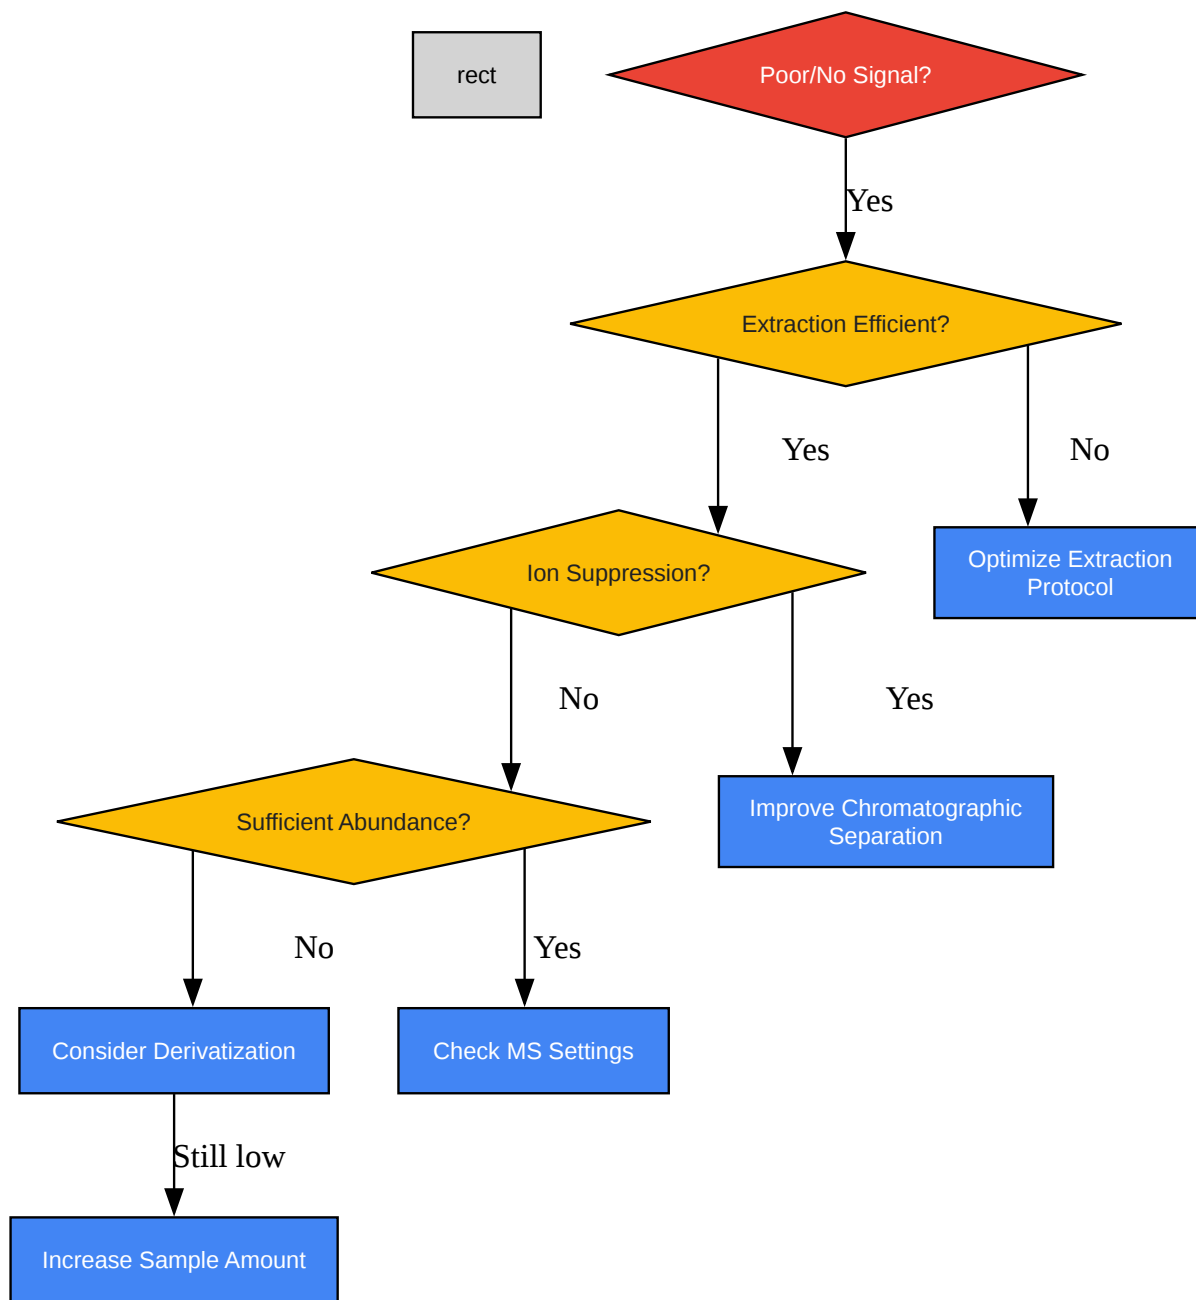 rect
Poor/No Signal?
Yes
Extraction Efficient?
Yes
No
Optimize Extraction
Protocol
Ion Suppression?
No
Yes
Improve Chromatographic
Separation
Sufficient Abundance?
No
Yes
Consider Derivatization
Check MS Settings
Still low
Increase Sample Amount